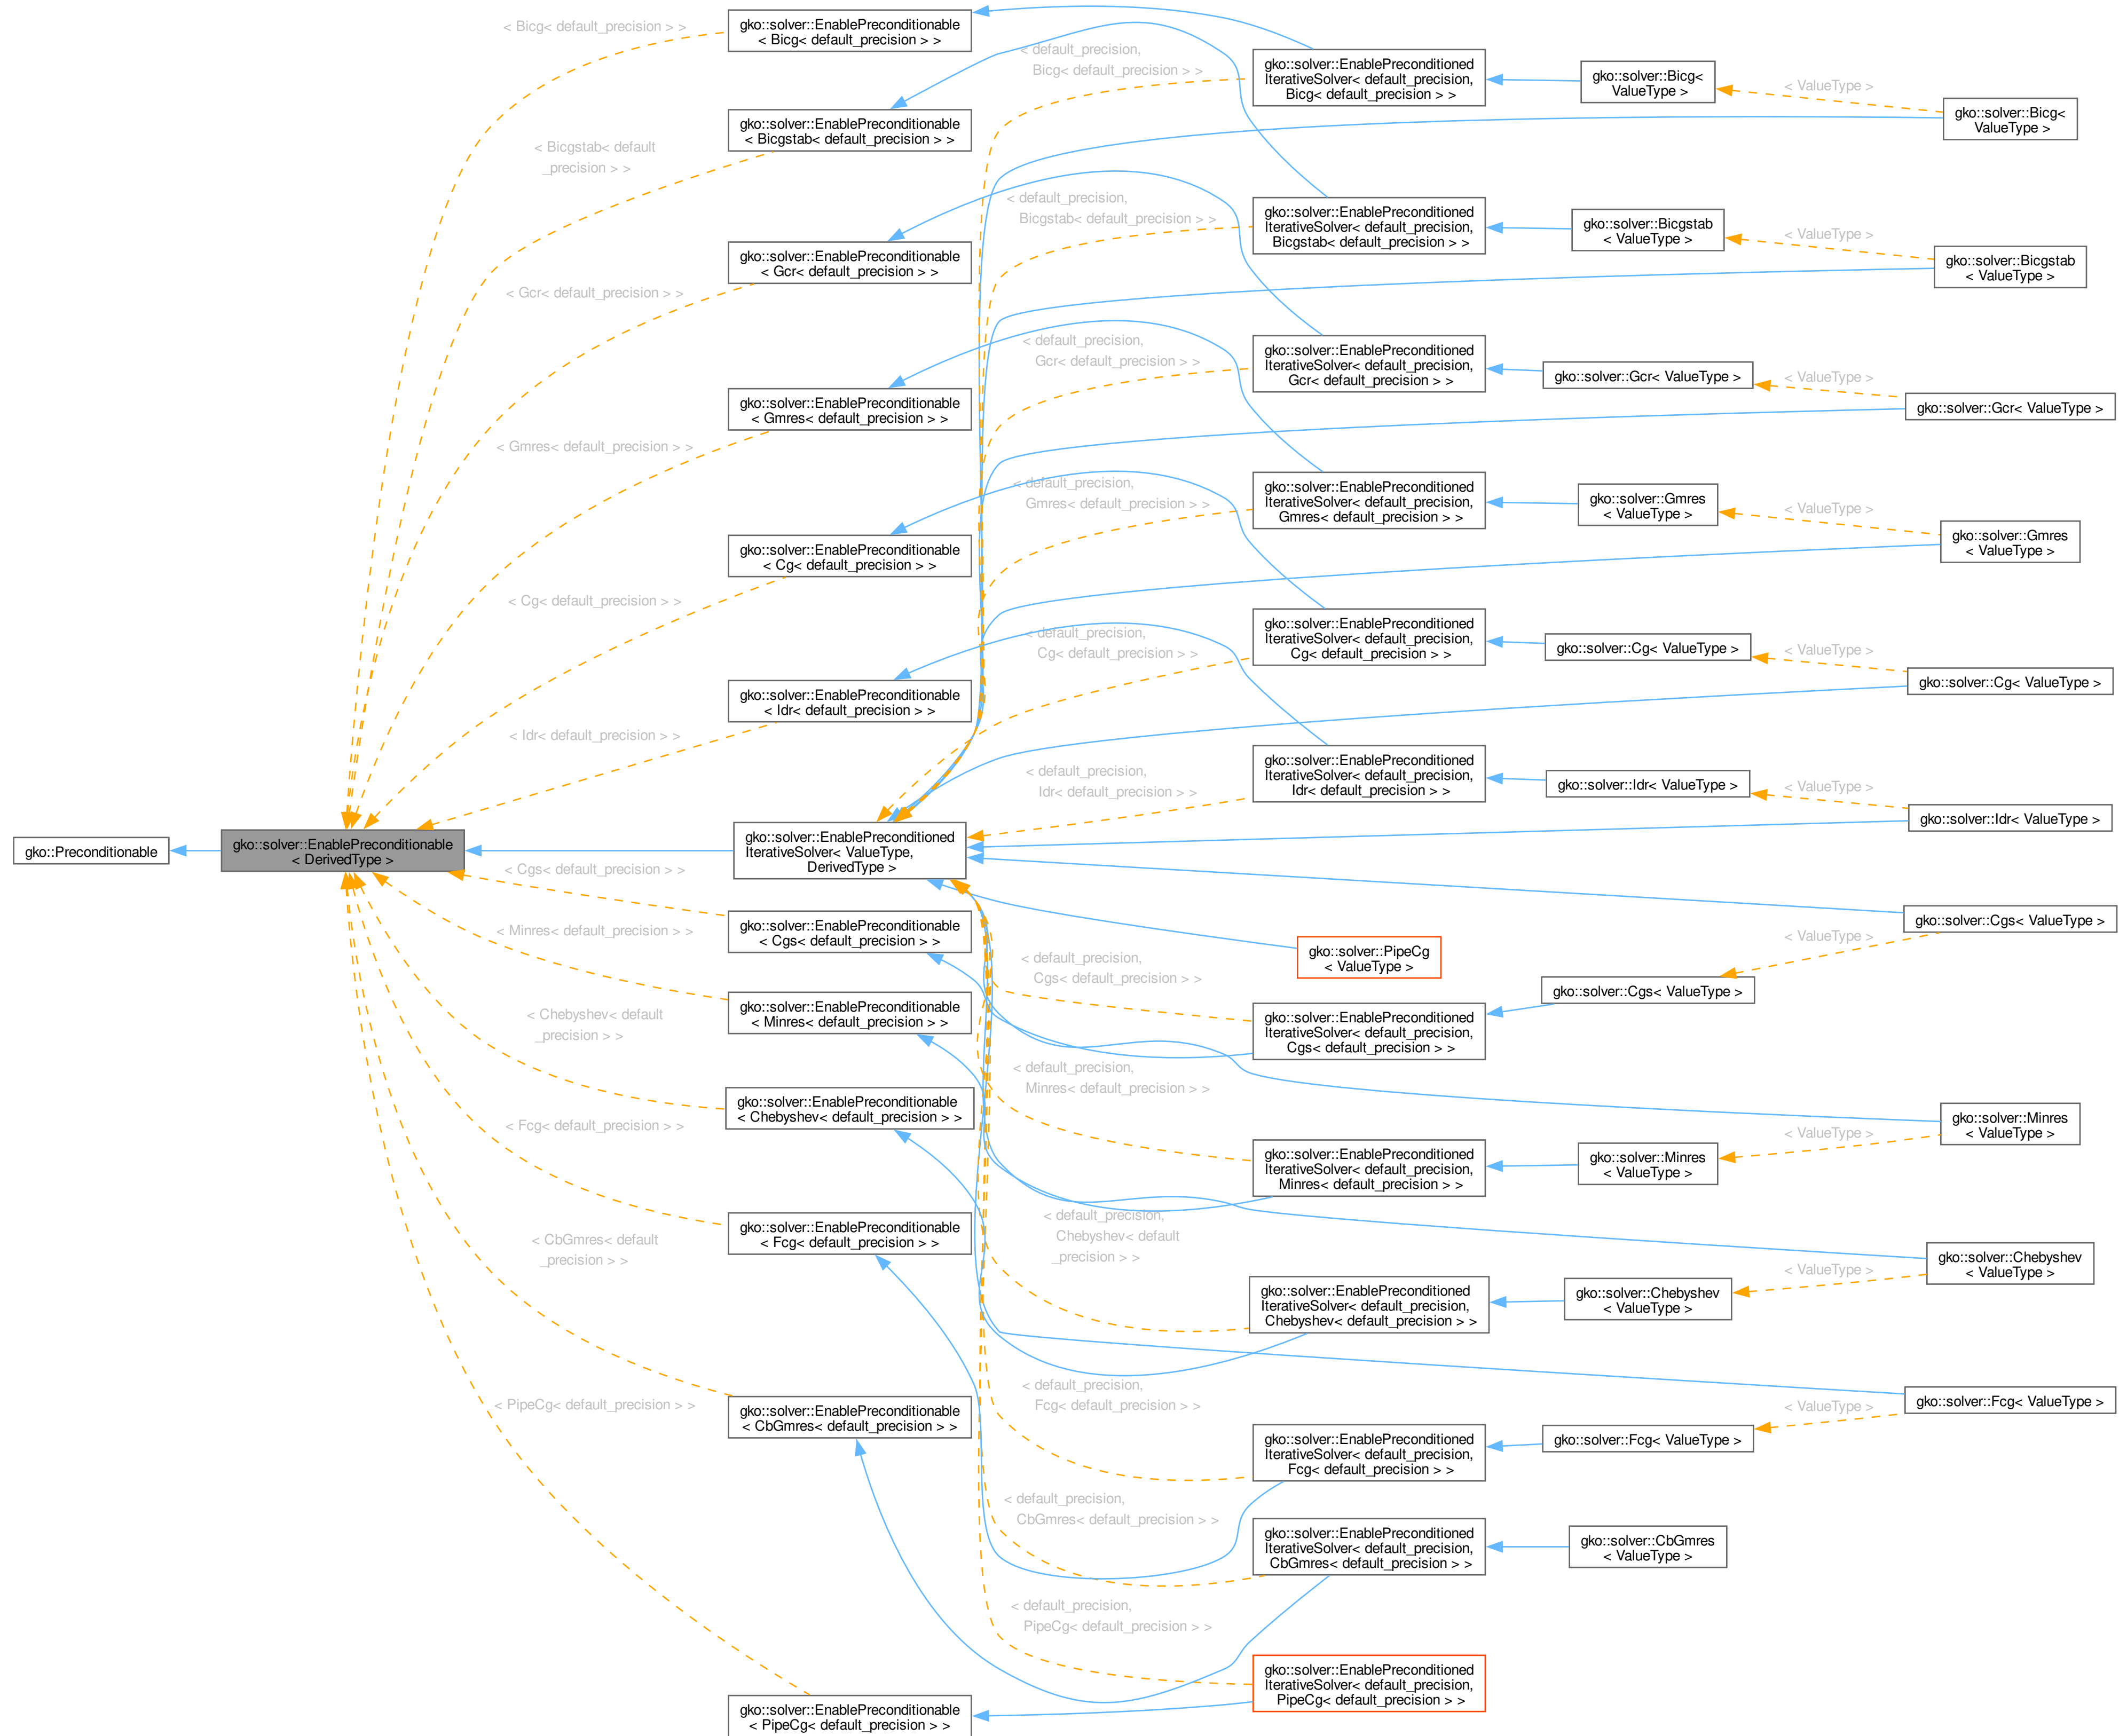 gko::Preconditionable
gko::solver::EnablePreconditionable
< DerivedType >
< Bicg< default_precision > >
< Bicgstab< default
_precision > >
< Gcr< default_precision > >
< Gmres< default_precision > >
< Cg< default_precision > >
< Idr< default_precision > >
< Cgs< default_precision > >
< Minres< default_precision > >
< Chebyshev< default
_precision > >
< Fcg< default_precision > >
< CbGmres< default
_precision > >
< PipeCg< default_precision > >
gko::solver::EnablePreconditionable
< Bicg< default_precision > >
gko::solver::EnablePreconditionable
< Bicgstab< default_precision > >
gko::solver::EnablePreconditionable
< Gcr< default_precision > >
gko::solver::EnablePreconditionable
< Gmres< default_precision > >
gko::solver::EnablePreconditionable
< Cg< default_precision > >
gko::solver::EnablePreconditionable
< Idr< default_precision > >
gko::solver::EnablePreconditioned
IterativeSolver< ValueType,
DerivedType >
gko::solver::EnablePreconditionable
< Cgs< default_precision > >
gko::solver::EnablePreconditionable
< Minres< default_precision > >
gko::solver::EnablePreconditionable
< Chebyshev< default_precision > >
gko::solver::EnablePreconditionable
< Fcg< default_precision > >
gko::solver::EnablePreconditionable
< CbGmres< default_precision > >
gko::solver::EnablePreconditionable
< PipeCg< default_precision > >
< default_precision,
Bicg< default_precision > >
< default_precision,
Bicgstab< default_precision > >
< default_precision,
Gcr< default_precision > >
< default_precision,
Gmres< default_precision > >
< default_precision,
Cg< default_precision > >
< default_precision,
Idr< default_precision > >
< default_precision,
Cgs< default_precision > >
< default_precision,
Minres< default_precision > >
< default_precision,
Chebyshev< default
_precision > >
< default_precision,
Fcg< default_precision > >
< default_precision,
CbGmres< default_precision > >
< default_precision,
PipeCg< default_precision > >
gko::solver::EnablePreconditioned
IterativeSolver< default_precision,
Bicg< default_precision > >
gko::solver::EnablePreconditioned
IterativeSolver< default_precision,
Bicgstab< default_precision > >
gko::solver::EnablePreconditioned
IterativeSolver< default_precision,
Gcr< default_precision > >
gko::solver::EnablePreconditioned
IterativeSolver< default_precision,
Gmres< default_precision > >
gko::solver::EnablePreconditioned
IterativeSolver< default_precision,
Cg< default_precision > >
gko::solver::EnablePreconditioned
IterativeSolver< default_precision,
Idr< default_precision > >
gko::solver::PipeCg
< ValueType >
gko::solver::EnablePreconditioned
IterativeSolver< default_precision,
Cgs< default_precision > >
gko::solver::EnablePreconditioned
IterativeSolver< default_precision,
Minres< default_precision > >
gko::solver::EnablePreconditioned
IterativeSolver< default_precision,
Chebyshev< default_precision > >
gko::solver::EnablePreconditioned
IterativeSolver< default_precision,
Fcg< default_precision > >
gko::solver::EnablePreconditioned
IterativeSolver< default_precision,
CbGmres< default_precision > >
gko::solver::EnablePreconditioned
IterativeSolver< default_precision,
PipeCg< default_precision > >
gko::solver::Bicg<
ValueType >
gko::solver::Bicgstab
< ValueType >
gko::solver::Gcr< ValueType >
gko::solver::Gmres
< ValueType >
gko::solver::Cg< ValueType >
gko::solver::Idr< ValueType >
gko::solver::Cgs< ValueType >
gko::solver::Minres
< ValueType >
gko::solver::Chebyshev
< ValueType >
gko::solver::Fcg< ValueType >
gko::solver::CbGmres
< ValueType >
< ValueType >
< ValueType >
< ValueType >
< ValueType >
< ValueType >
< ValueType >
< ValueType >
< ValueType >
< ValueType >
< ValueType >
gko::solver::Bicg<
ValueType >
gko::solver::Bicgstab
< ValueType >
gko::solver::Gcr< ValueType >
gko::solver::Gmres
< ValueType >
gko::solver::Cg< ValueType >
gko::solver::Idr< ValueType >
gko::solver::Cgs< ValueType >
gko::solver::Minres
< ValueType >
gko::solver::Chebyshev
< ValueType >
gko::solver::Fcg< ValueType >